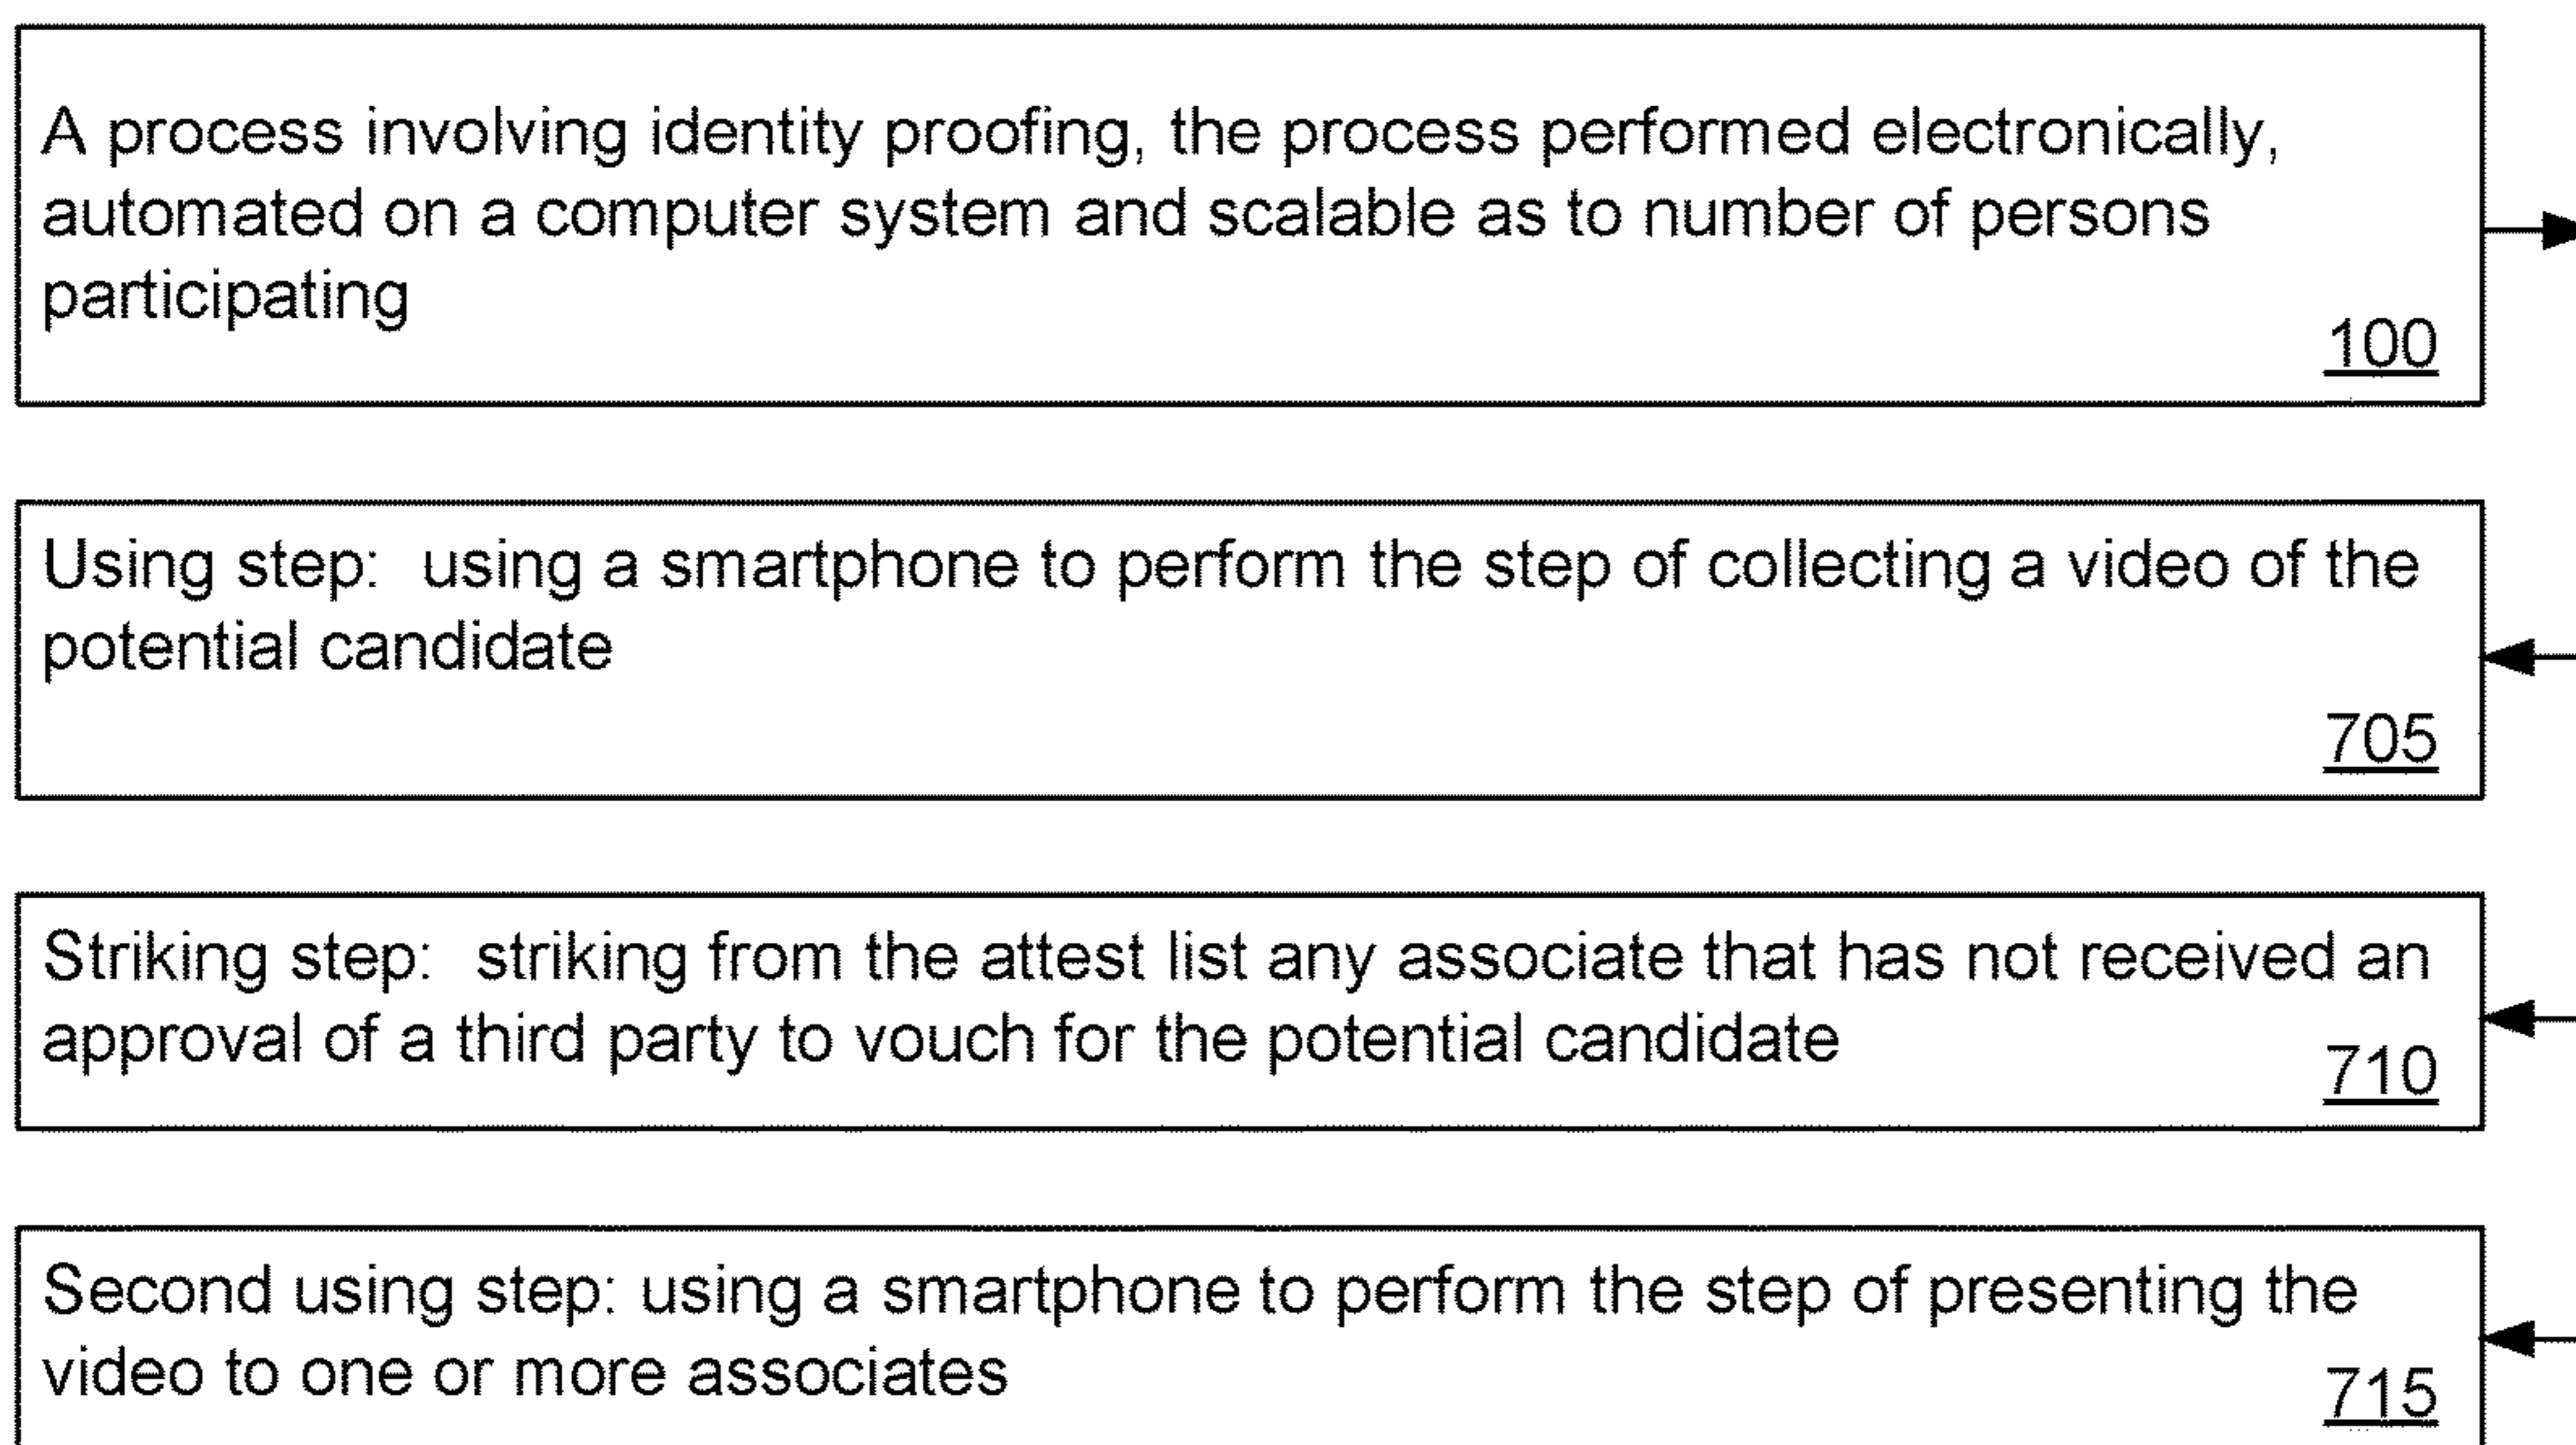 A process involving identity proofing, the process performed electronically,
automated on a computer system and scalable as to number of persons
participating
100
Using step:  using a smartphone to perform the step of collecting a video of the
potential candidate
705
Striking step:  striking from the attest list any associate that has not received an
approval of a third party to vouch for the potential candidate
710
Second using step: using a smartphone to perform the step of presenting the
video to one or more associates
715